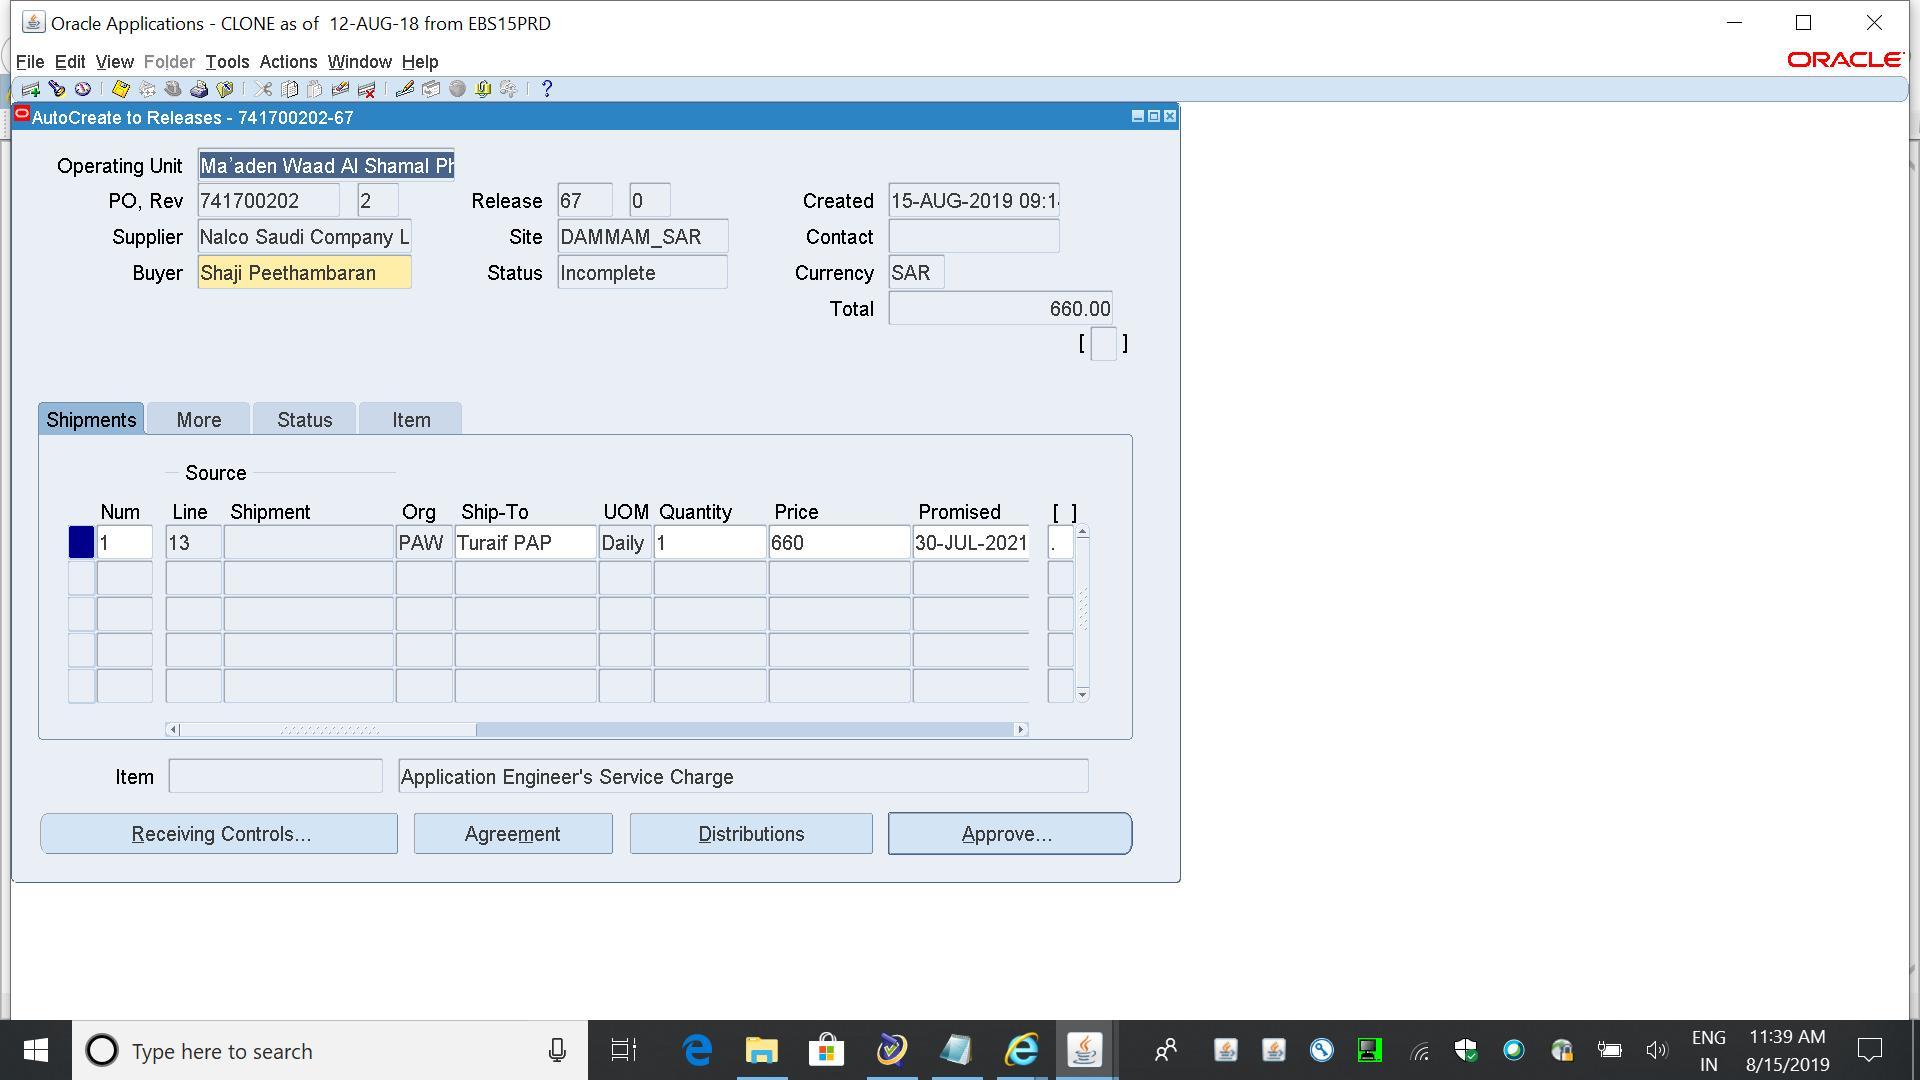 Oracle Applications - CLONE as of 12-AUG-18 from EBS15PRD
File Edit View Folder Tools Actions Window Help
ORACLE
AutoCreate to Releases - 741700202-67
Operating Unit Ma'aden Waad Al Shamal Ph
PO, Rev 741700202 2 Release 67 0 Created 15-AUG-2019 09:1
Supplier Nalco Saudi Company L Site DAMMAM_SAR Contact
Buyer Shaji Peethambaran Status Incomplete Currency SAR
Total 660.00
[ ]
Shipments More Status Item
Source
Num Line Shipment Org Ship-To UOM Quantity Price Promised [ ]
1 13 PAW Turaif PAP Daily 1 660 30-JUL-2021 .
Item Application Engineer's Service Charge
Receiving Controls... Agreement Distributions Approve...
Type here to search
ENG 11:39 AM
IN 8/15/2019